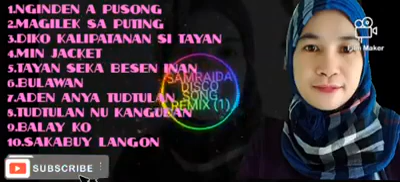 1.NGINDEN A PUSONG
2.MAGILEK SA PUTING
3.DIKO KALIPATANAN SI TAYAN
4.MIN JACKET
5.TAYAN SEKA BESEN INAN
6.BULAWAN
7.ADEN ANYA TUDTULAN
8.TUDTULAN NU KANGUDAN
9.BALAY KO
10.SAKABUY LANGON
SAMRAIDA
DISCO
SONG
REMIX (1)
Maker
SUBSCRIBE